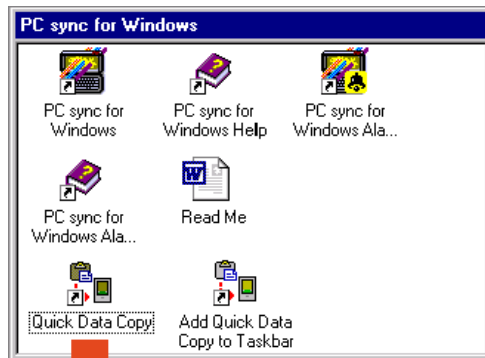 PC sync for Windows
PC sync for
Windows
PC sync for
Windows Help
PC sync for
Windows Ala...
PC sync for
Windows Ala...
Read Me
Quick Data Copy
Add Quick Data
Copy to Taskbar